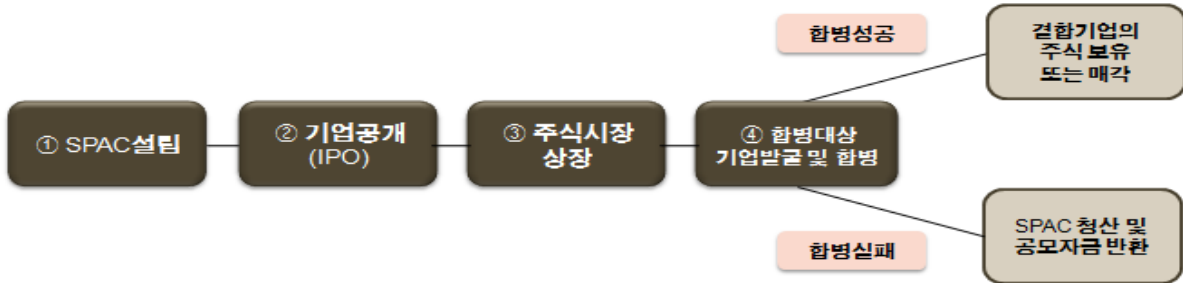 합병성공
결합기업의
주식 보유
또는 매각
① SPAC설립
② 기업공개
(IPO)
③ 주식시장
상장
④ 합병대상
기업발굴 및 합병
합병실패
SPAC 청산 및
공모자금 반환